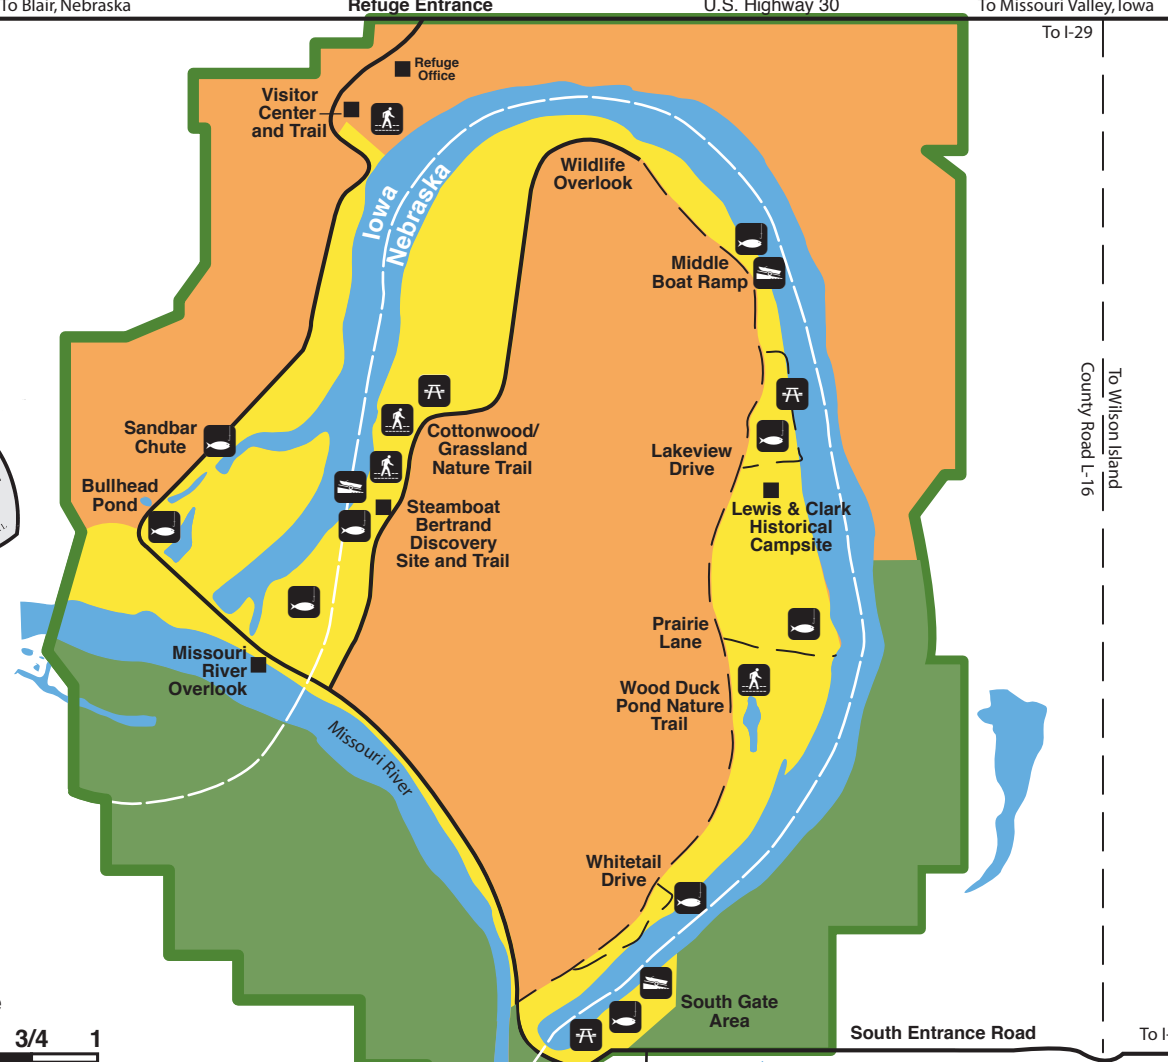 To Blair, Nebraska
Refuge Entrance
U.S. Highway 30
To Missouri Valley, Iowa
To I-29
Refuge
Office
Visitor
Center
and Trail
Wildlife
Overlook
Iowa
Nebraska
Middle
Boat Ramp
To Wilson Island
County Road L-16
Sandbar
Chute
Cottonwood/
Grassland
Nature Trail
Lakeview
Drive
Bullhead
Pond
Steamboat
Bertrand
Discovery
Site and Trail
Lewis & Clark
Historical
Campsite
Prairie
Lane
Missouri
River
Overlook
Wood Duck
Pond Nature
Trail
Missouri River
Whitetail
Drive
South Gate
Area
South Entrance Road
To I-
3/4 1